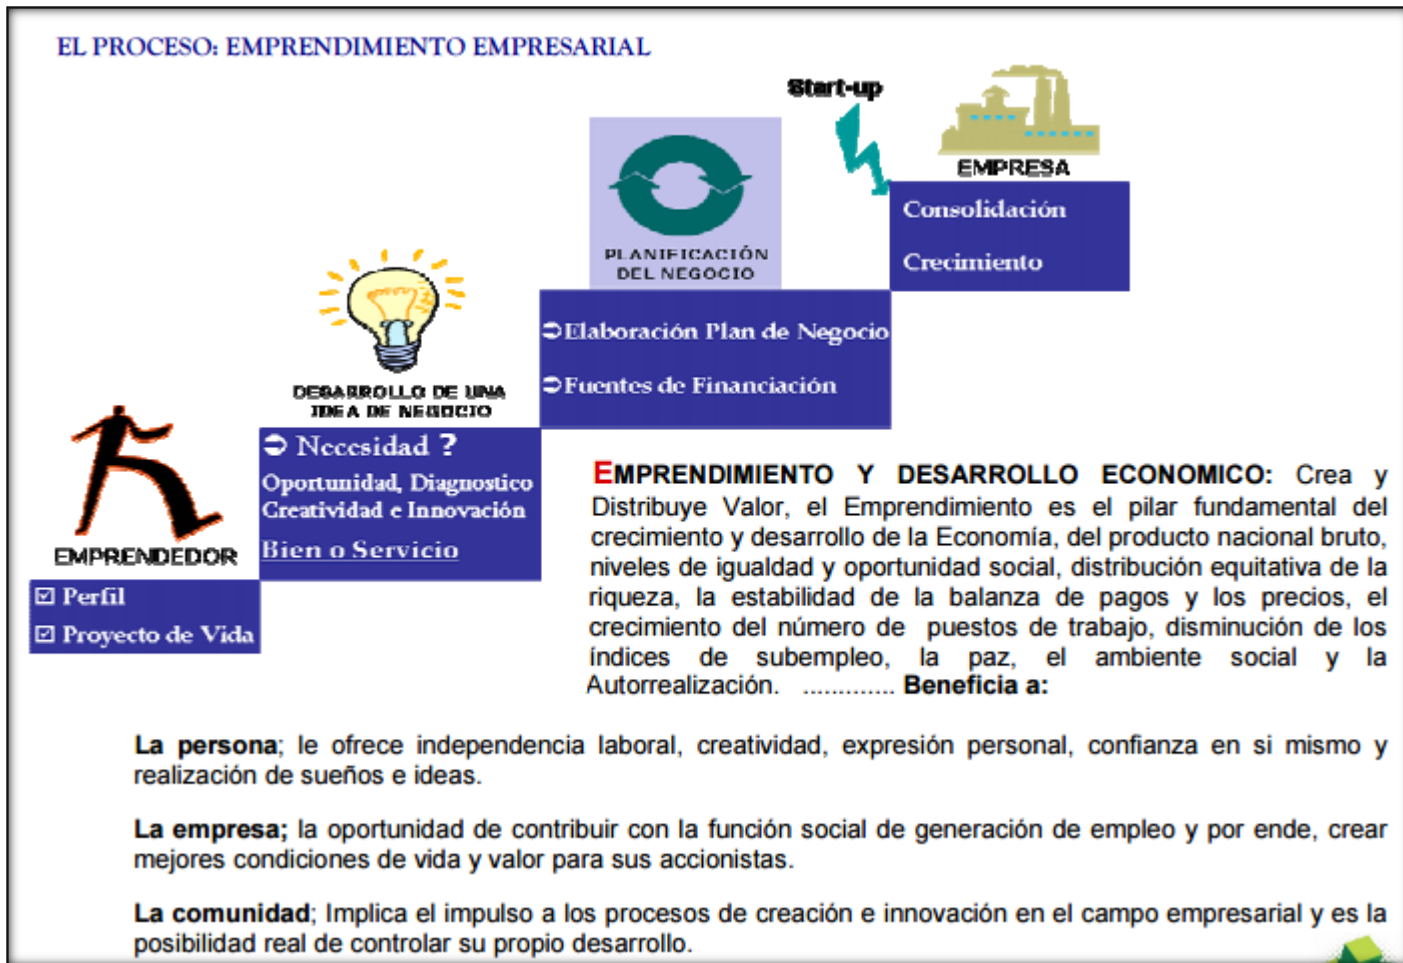 EL PROCESO: EMPRENDIMIENTO EMPRESARIAL
Start-up
EMPRESA
Consolidación
Crecimiento
PLANIFICACIÓN
DEL NEGOCIO
Elaboración Plan de Negocio
Fuentes de Financiación
DESARROLLO DE UNA
IDEA DE NEGOCIO
Necesidad ?
Oportunidad, Diagnostico
Creatividad e Innovación
Bien o Servicio
EMPRENDEDOR
Perfil
Proyecto de Vida
EMPRENDIMIENTO Y DESARROLLO ECONOMICO: Crea y
Distribuye Valor, el Emprendimiento es el pilar fundamental del
crecimiento y desarrollo de la Economía, del producto nacional bruto,
niveles de igualdad y oportunidad social, distribución equitativa de la
riqueza, la estabilidad de la balanza de pagos y los precios, el
crecimiento del número de puestos de trabajo, disminución de los
índices de subempleo, la paz, el ambiente social y la
Autorrealización. ............. Beneficia a:
La persona; le ofrece independencia laboral, creatividad, expresión personal, confianza en si mismo y
realización de sueños e ideas.
La empresa; la oportunidad de contribuir con la función social de generación de empleo y por ende, crear
mejores condiciones de vida y valor para sus accionistas.
La comunidad; Implica el impulso a los procesos de creación e innovación en el campo empresarial y es la
posibilidad real de controlar su propio desarrollo.